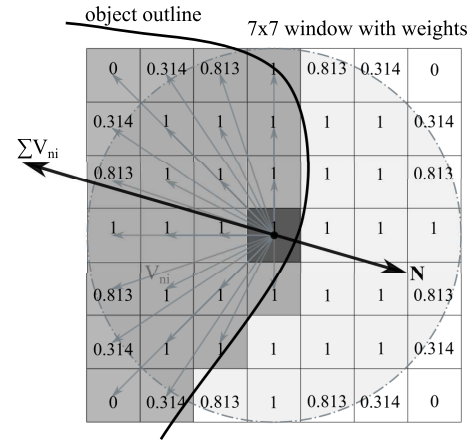 object outline
7x7 window with weights
0 0.314 0.813 1 0.813 0.314 0
0.314 1 1 1 1 1 0.314
∑Vni
0.813 1 1 1 1 1 0.813
1 1 1 1 1 1
N
Vni
0.813 1 1 1 1 1 0.813
0.314 1 1 1 1 1 0.314
0 0.314 0.813 1 0.813 0.314 0